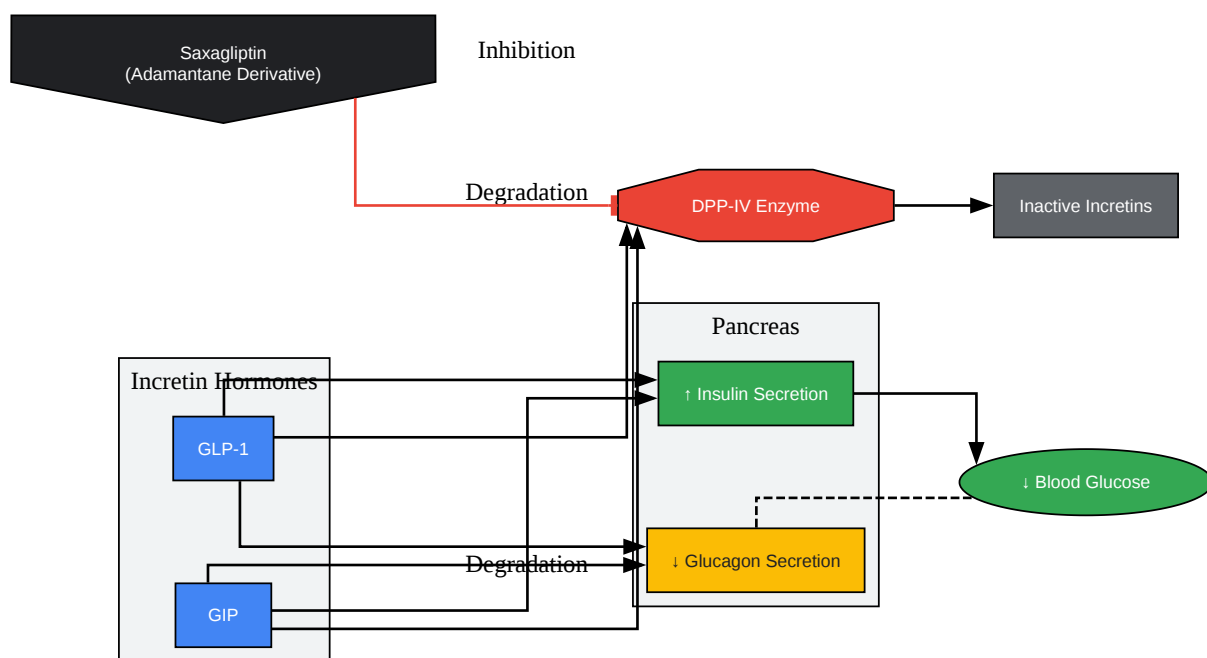 Saxagliptin
(Adamantane Derivative)
Inhibition
Degradation
DPP-IV Enzyme
Inactive Incretins
Pancreas
Incretin Hormones
↑ Insulin Secretion
GLP-1
↓ Blood Glucose
Degradation
↓ Glucagon Secretion
GIP